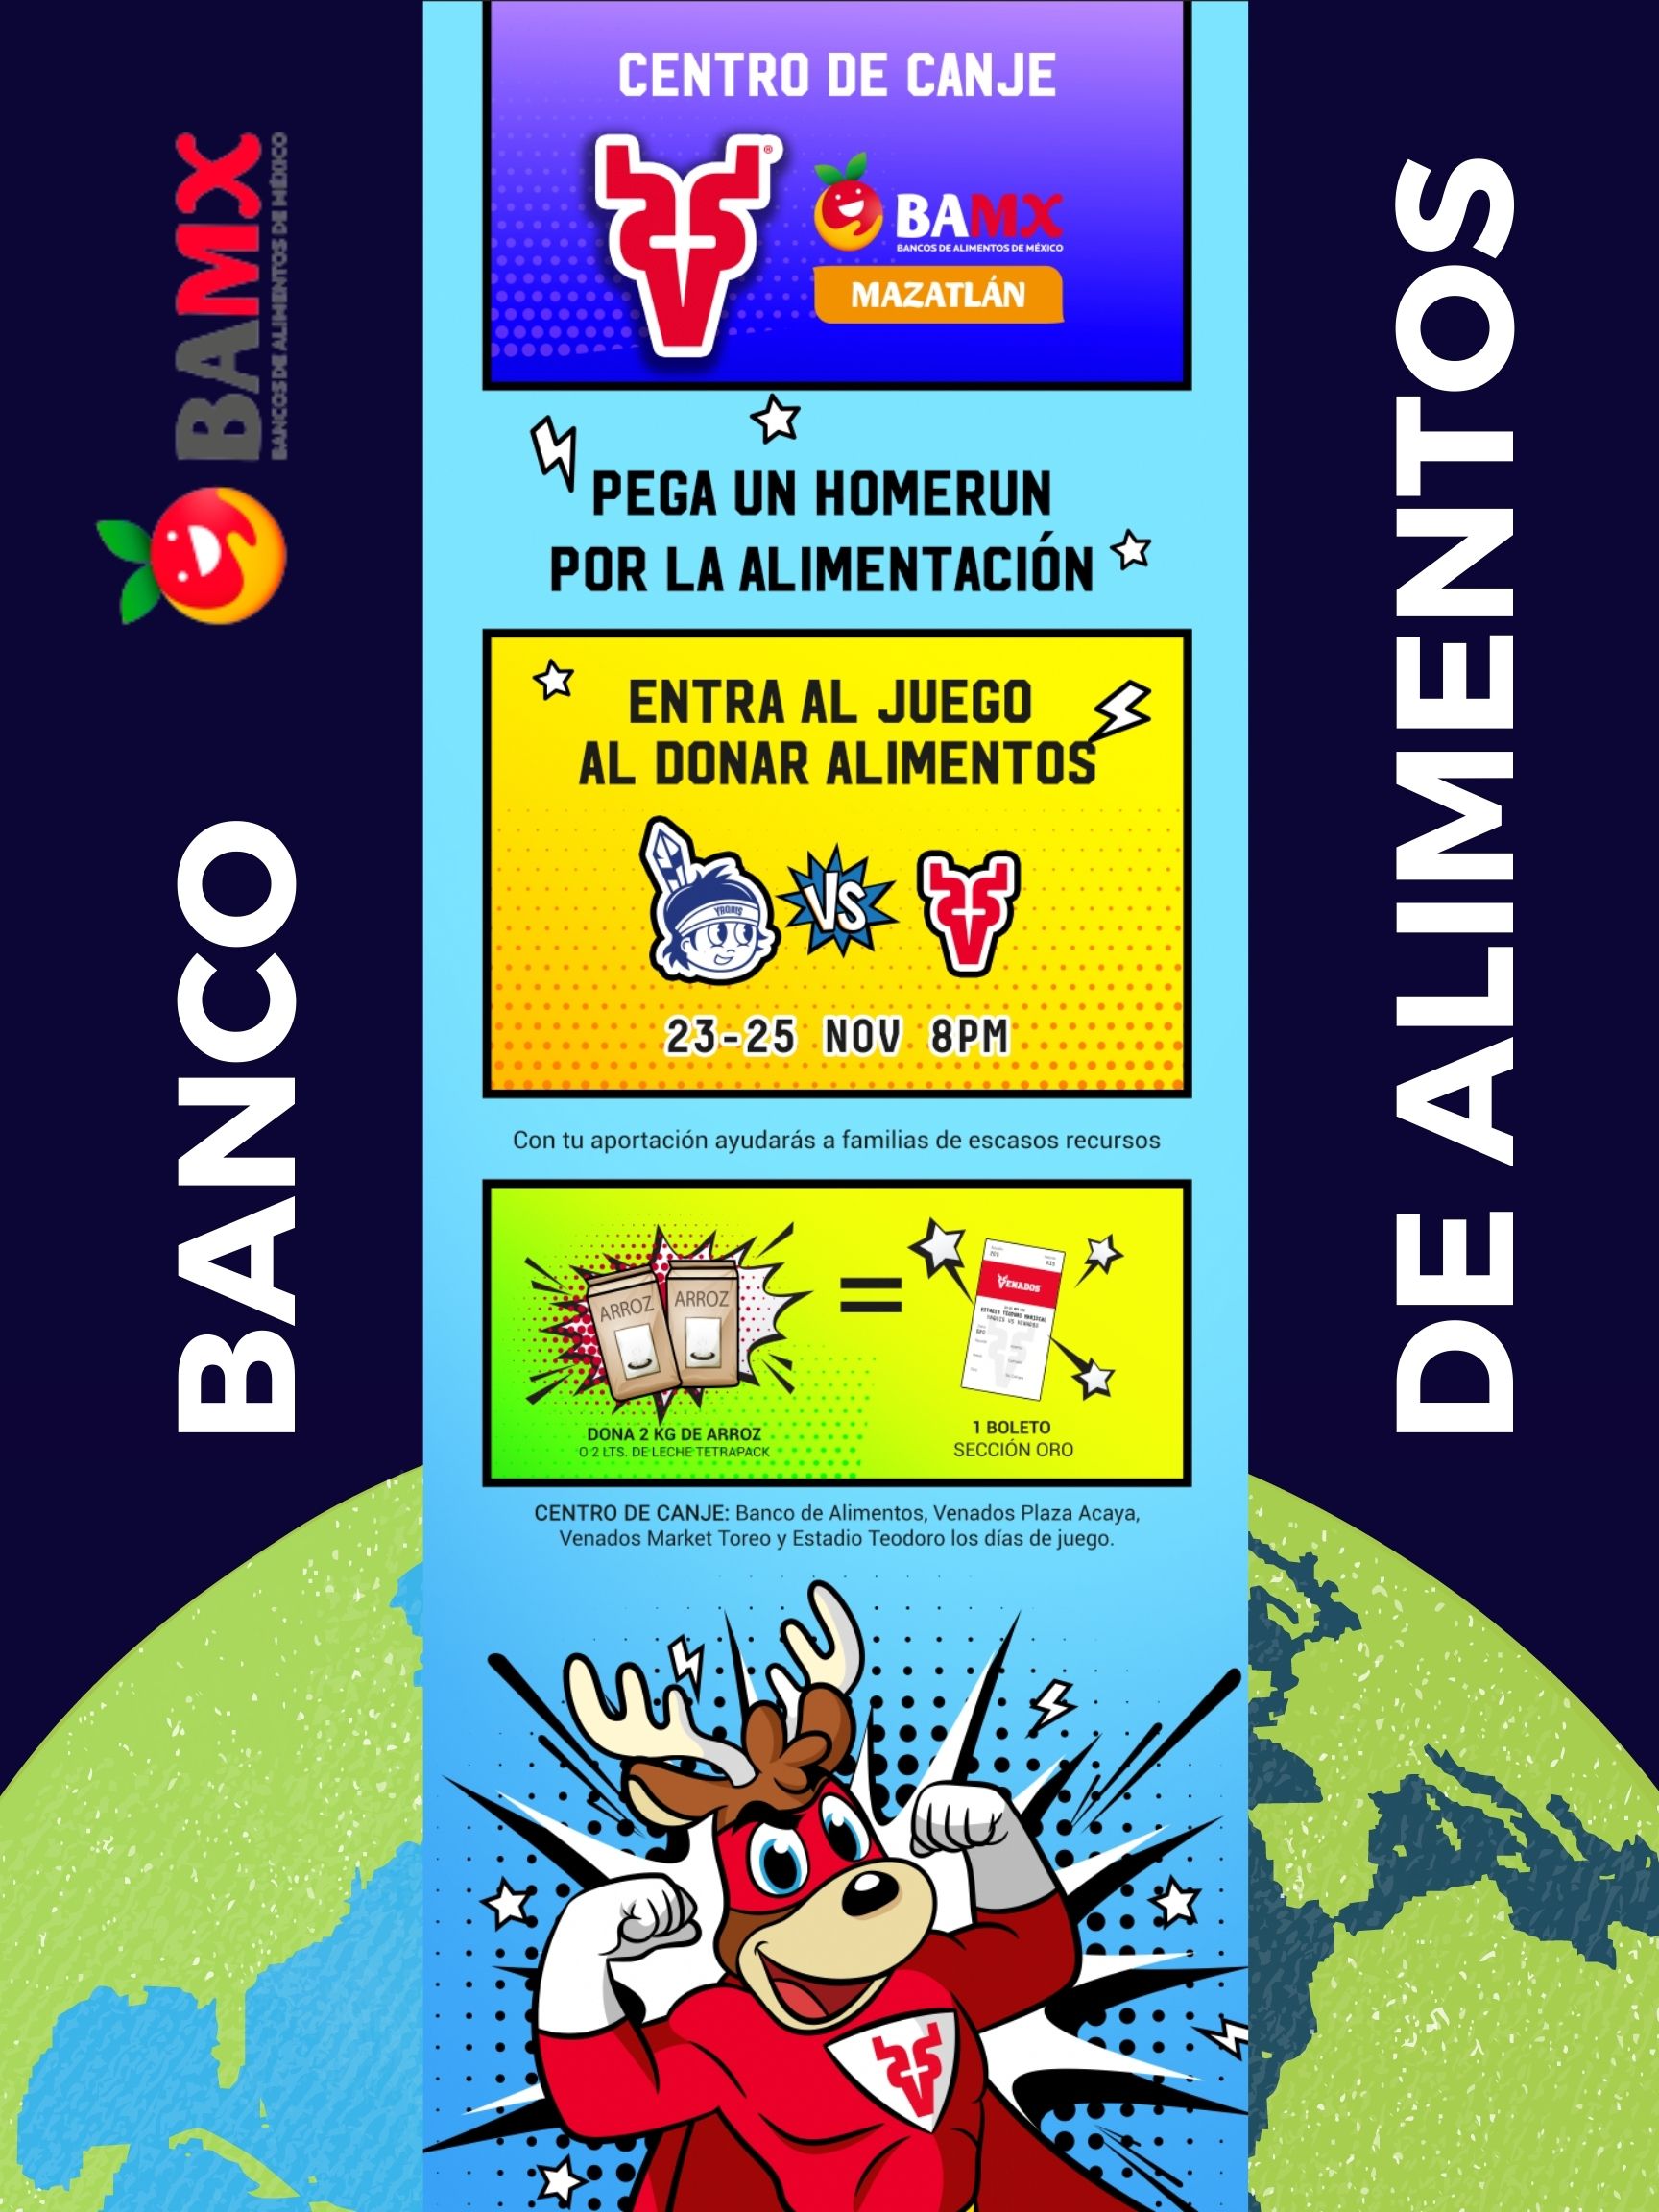 CENTRO DE CANJE
BAMX
BANCOS DE ALIMENTOS DE MÉXICO
MAZATLÁN
BAMX
BANCOS DE ALIMENTOS DE MÉXICO
BANCO
DE ALIMENTOS
PEGA UN HOMERUN
POR LA ALIMENTACIÓN
ENTRA AL JUEGO
AL DONAR ALIMENTOS
YAQUIS
VS
23-25 NOV 8PM
Con tu aportación ayudarás a familias de escasos recursos
ARROZ ARROZ
=
VENADOS
DONA 2 KG DE ARROZ
O 2 LTS. DE LECHE TETRAPACK
1 BOLETO
SECCIÓN ORO
CENTRO DE CANJE: Banco de Alimentos, Venados Plaza Acaya,
Venados Market Toreo y Estadio Teodoro los días de juego.